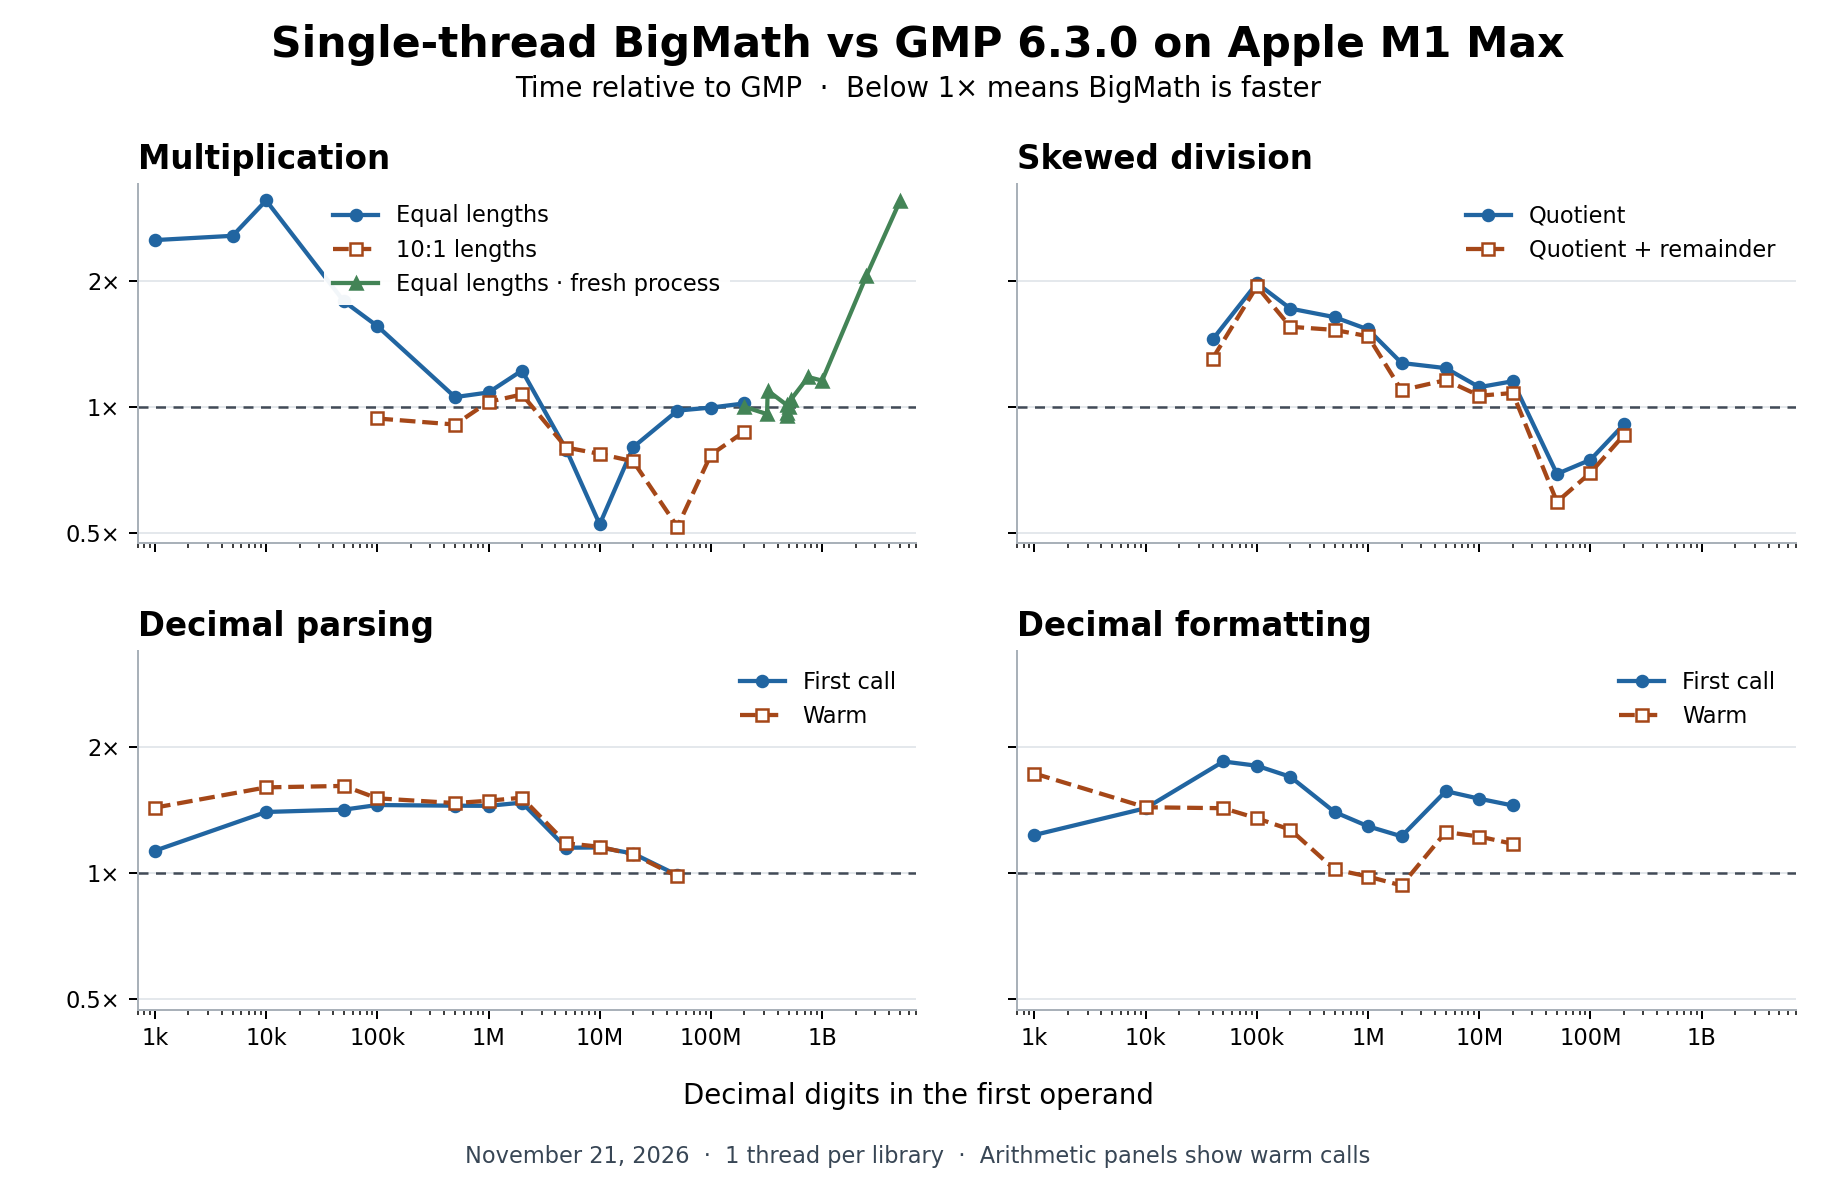 Single-thread BigMath vs GMP 6.3.0 on Apple M1 Max
Time relative to GMP · Below 1× means BigMath is faster
Multiplication
Equal lengths
10:1 lengths
Equal lengths · fresh process
2×
1×
0.5×
Skewed division
Quotient
Quotient + remainder
Decimal parsing
First call
Warm
2×
1×
0.5×
1k 10k 100k 1M 10M 100M 1B
Decimal formatting
First call
Warm
1k 10k 100k 1M 10M 100M 1B
Decimal digits in the first operand
November 21, 2026 · 1 thread per library · Arithmetic panels show warm calls